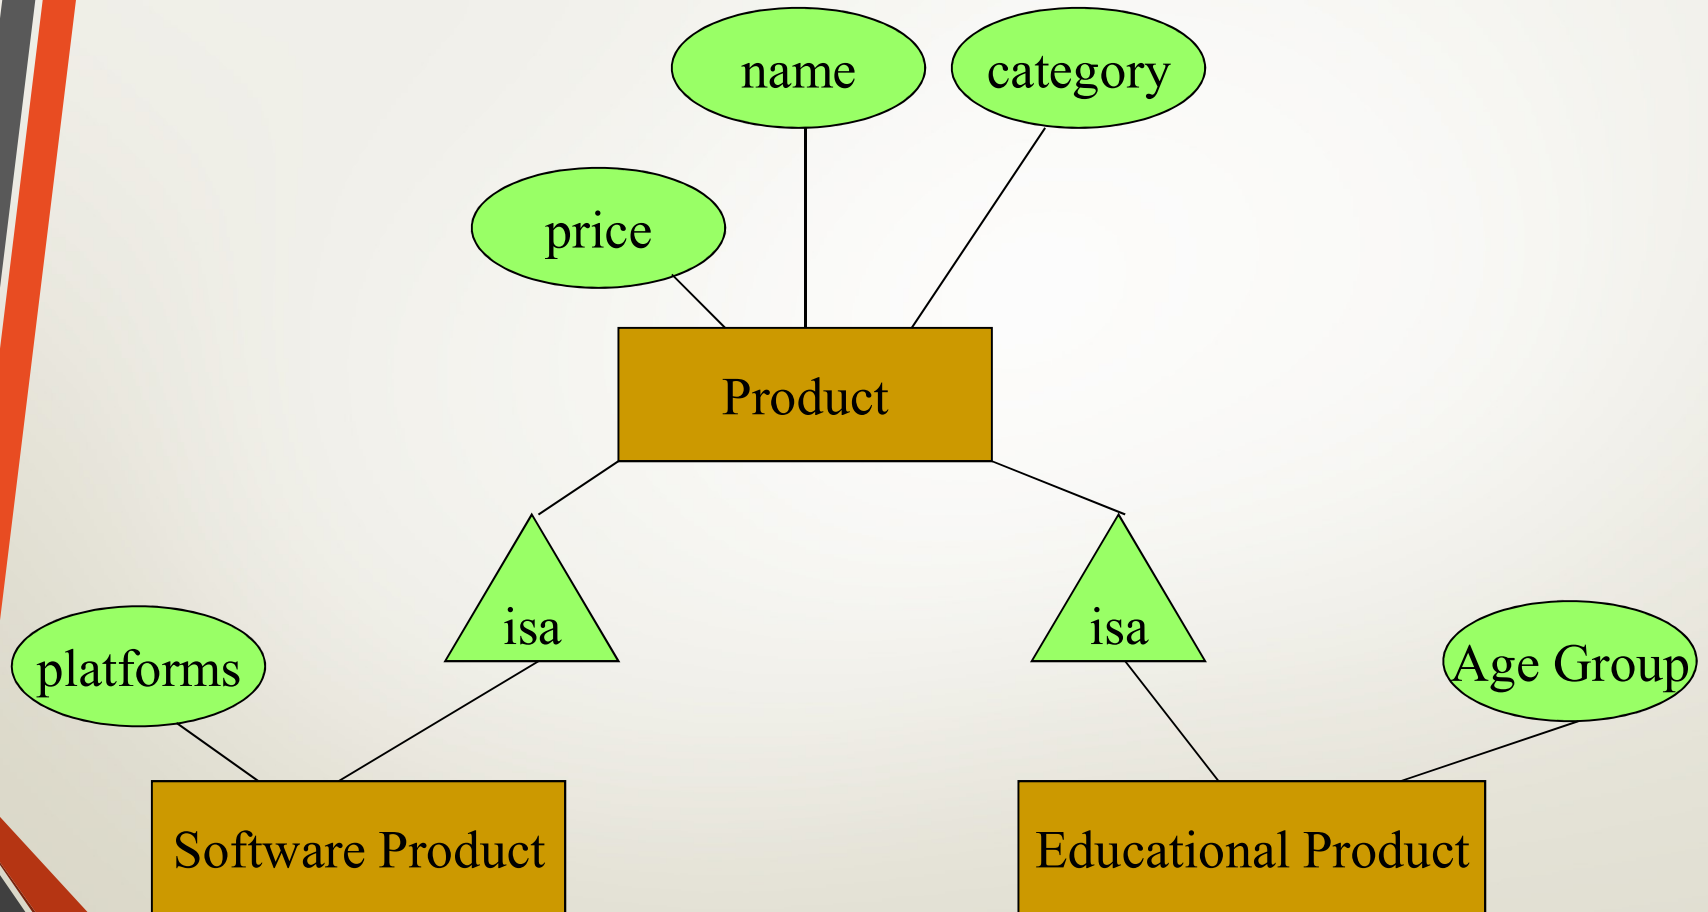 name
category
price
Product
isa
isa
platforms
Age Group
Software Product
Educational Product